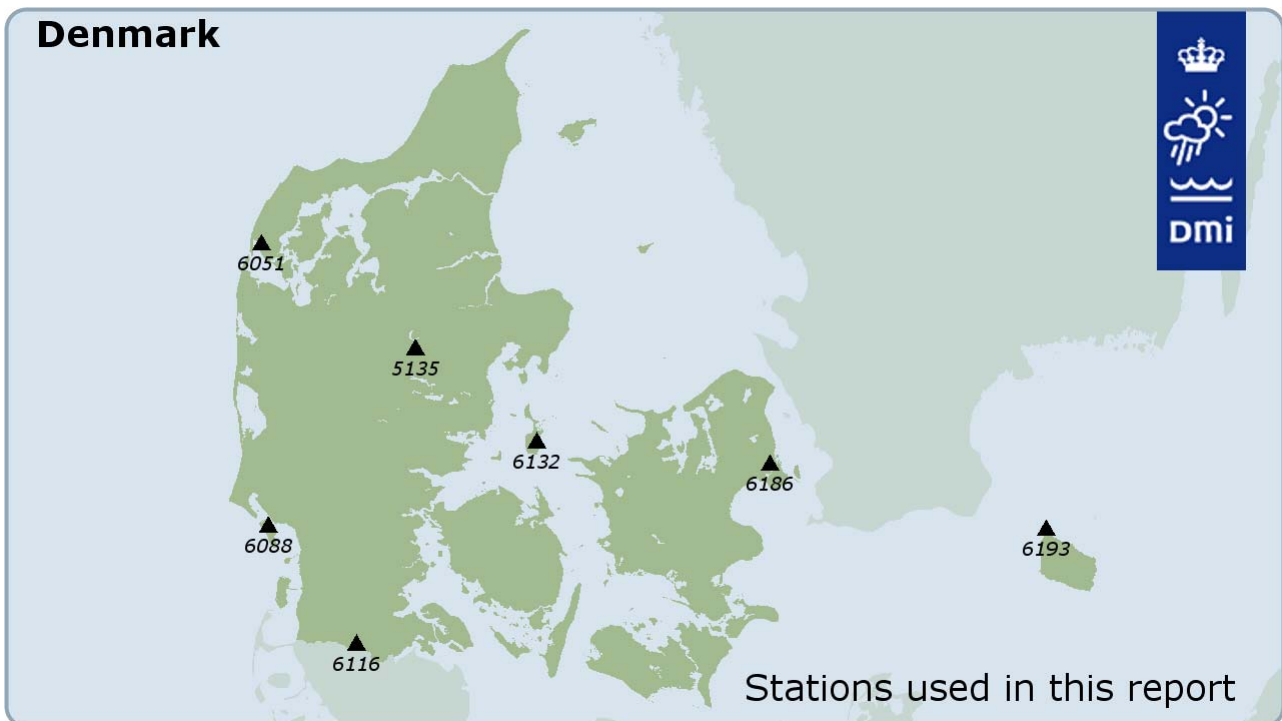 Denmark
DMi
6051
5135
6132
6186
6088
6193
6116
Stations used in this report